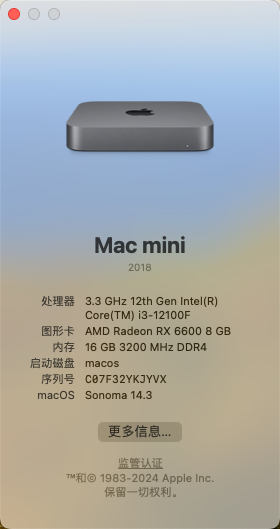 Mac mini
2018
处理器 3.3 GHz 12th Gen Intel(R)
Core(TM) i3-12100F
图形卡 AMD Radeon RX 6600 8 GB
内存 16 GB 3200 MHz DDR4
启动磁盘 macos
序列号 C07F32YKJYVX
macOS Sonoma 14.3
更多信息...
监管认证
™和© 1983-2024 Apple Inc.
保留一切权利。